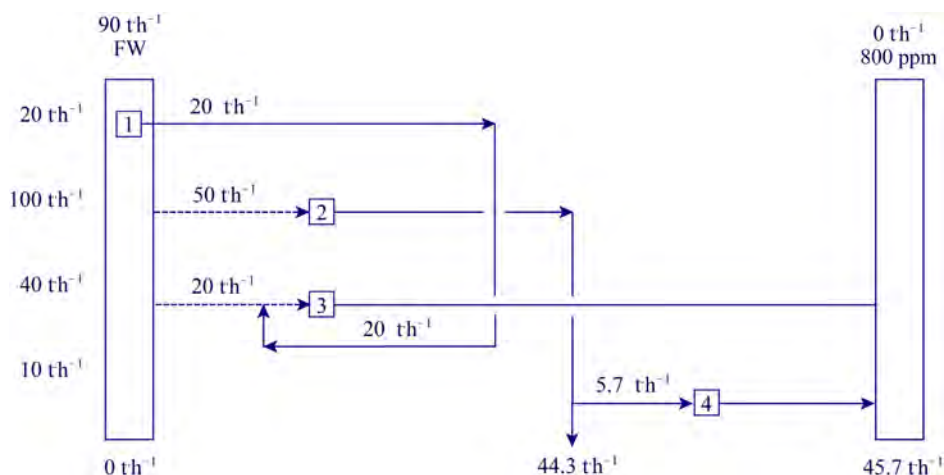 90 th⁻¹
FW
0 th⁻¹
800 ppm
20 th⁻¹
1
20 th⁻¹
100 th⁻¹
50 th⁻¹
2
40 th⁻¹
20 th⁻¹
3
20 th⁻¹
10 th⁻¹
5.7 th⁻¹
4
0 th⁻¹
44.3 th⁻¹
45.7 th⁻¹